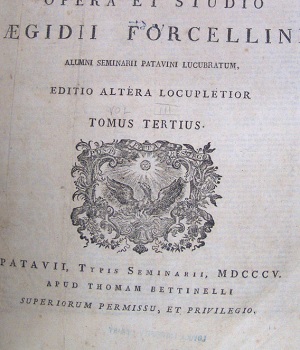 OPERA ET STUDIO
ÆGIDII FORCELLINI
ALUMNI SEMINARII PATAVINI LUCUBRATUM,
EDITIO ALTERA LOCUPLETIOR
TOMUS TERTIUS.
PATAVII, TYPIS SEMINARII, MDCCCV.
APUD THOMAM BETTINELLI
SUPERIORUM PERMISSU, ET PRIVILEGIO.